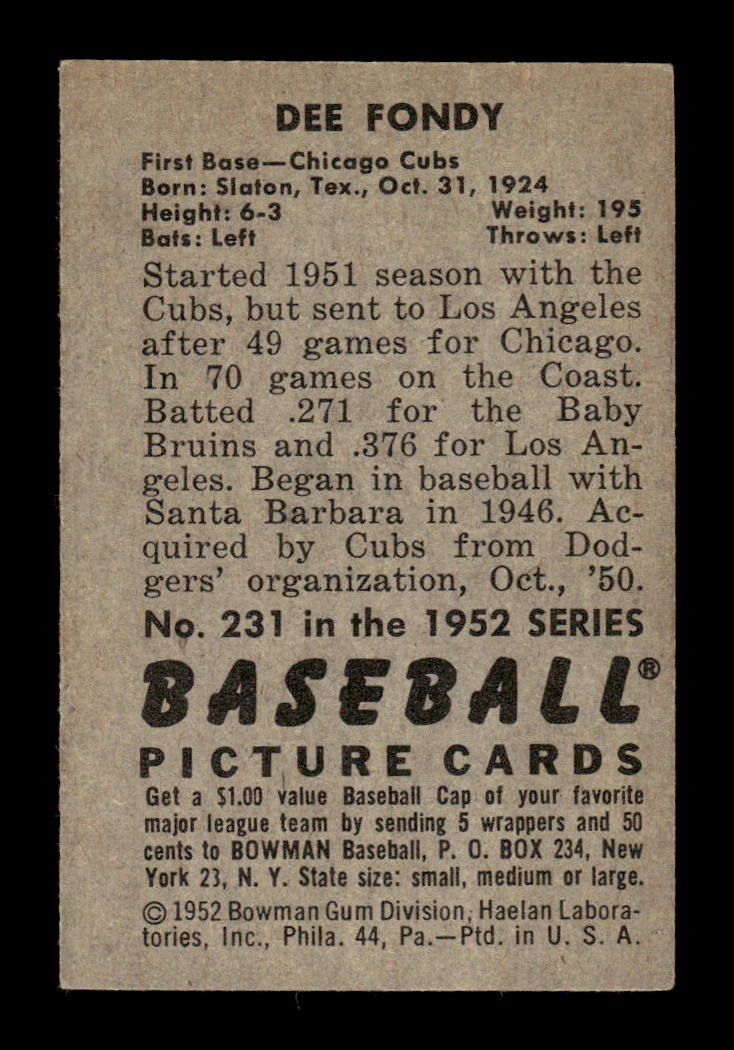 DEE FONDY
First Base—Chicago Cubs
Born: Slaton, Tex., Oct. 31, 1924
Height: 6-3 Weight: 195
Bats: Left Throws: Left
Started 1951 season with the
Cubs, but sent to Los Angeles
after 49 games for Chicago.
In 70 games on the Coast.
Batted .271 for the Baby
Bruins and .376 for Los An-
geles. Began in baseball with
Santa Barbara in 1946. Ac-
quired by Cubs from Dod-
gers' organization, Oct., '50.
No. 231 in the 1952 SERIES
BASEBALL®
PICTURE CARDS
Get a $1.00 value Baseball Cap of your favorite
major league team by sending 5 wrappers and 50
cents to BOWMAN Baseball, P. O. BOX 234, New
York 23, N. Y. State size: small, medium or large.
© 1952 Bowman Gum Division, Haelan Labora-
tories, Inc., Phila. 44, Pa.—Ptd. in U. S. A.